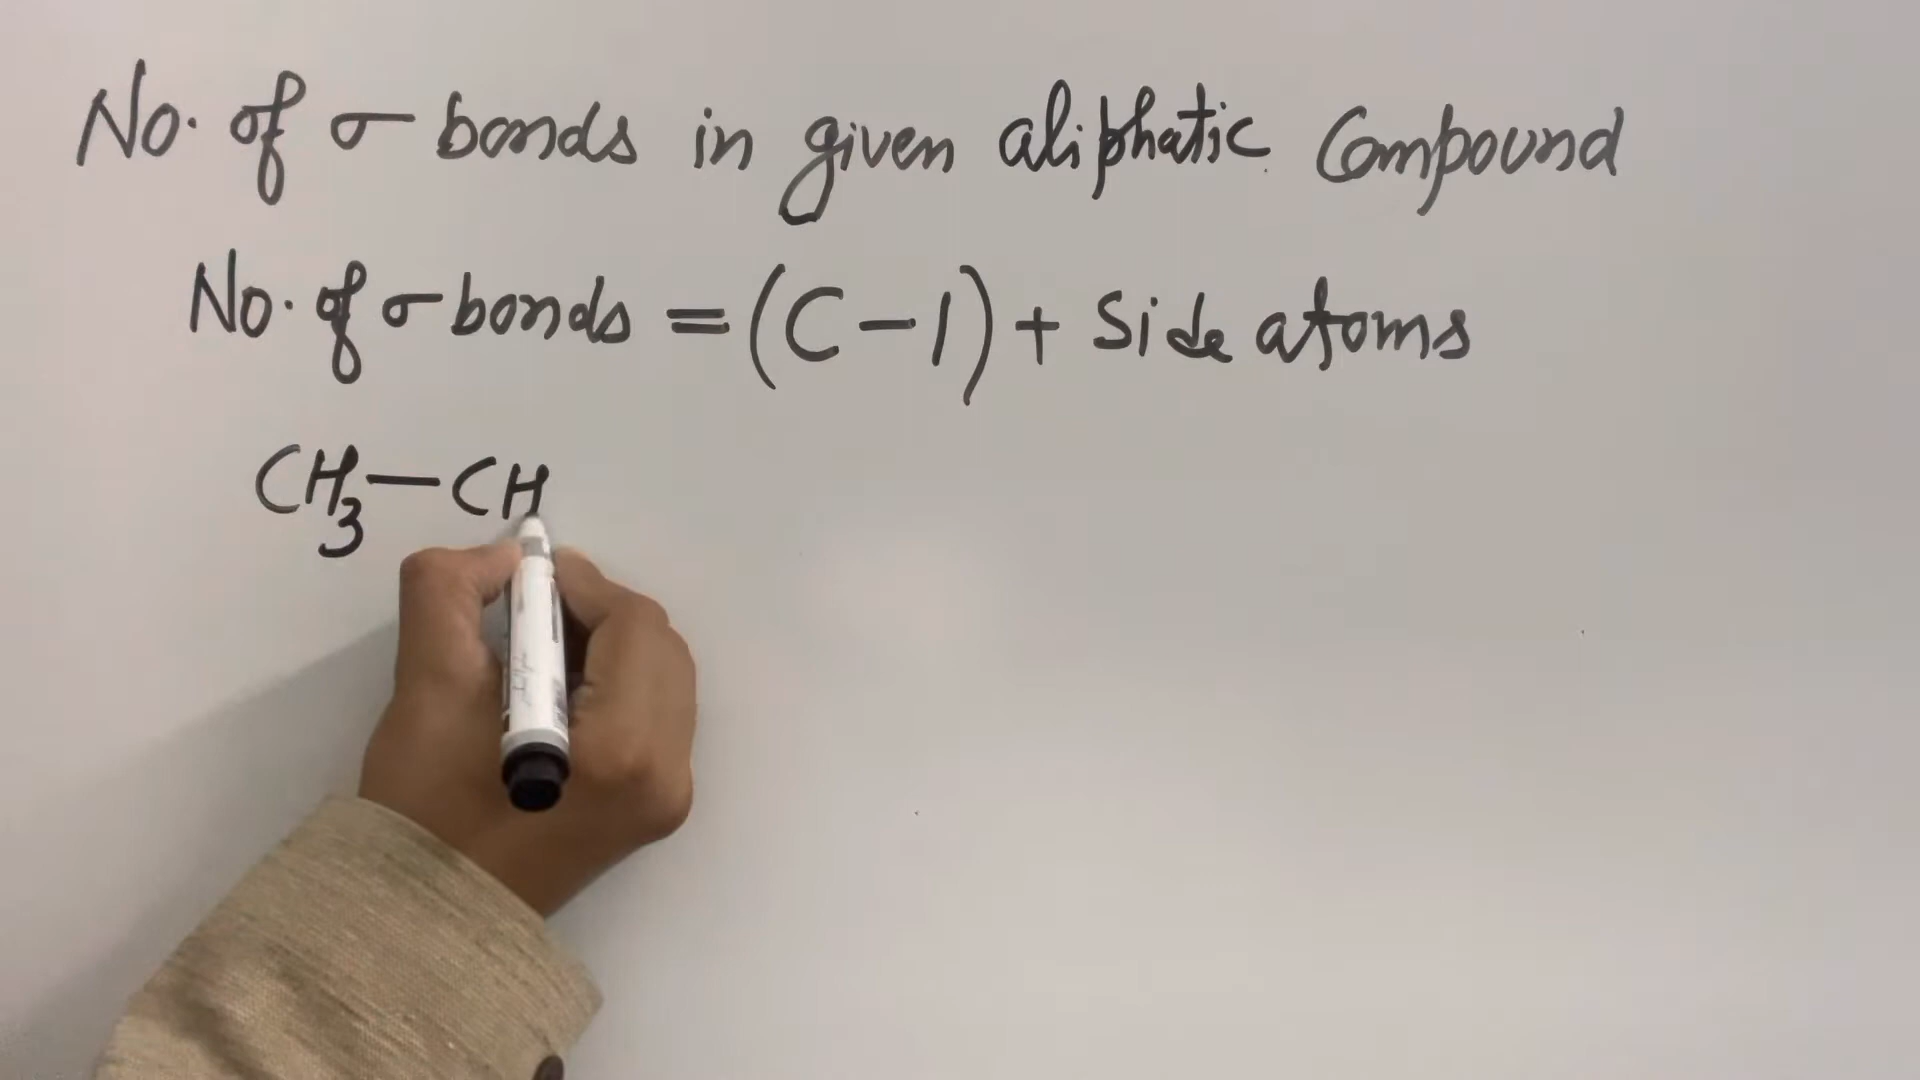 No. of σ bonds in given aliphatic Compound
No. of σ bonds = (C-1) + Side atoms
CH₃-CH